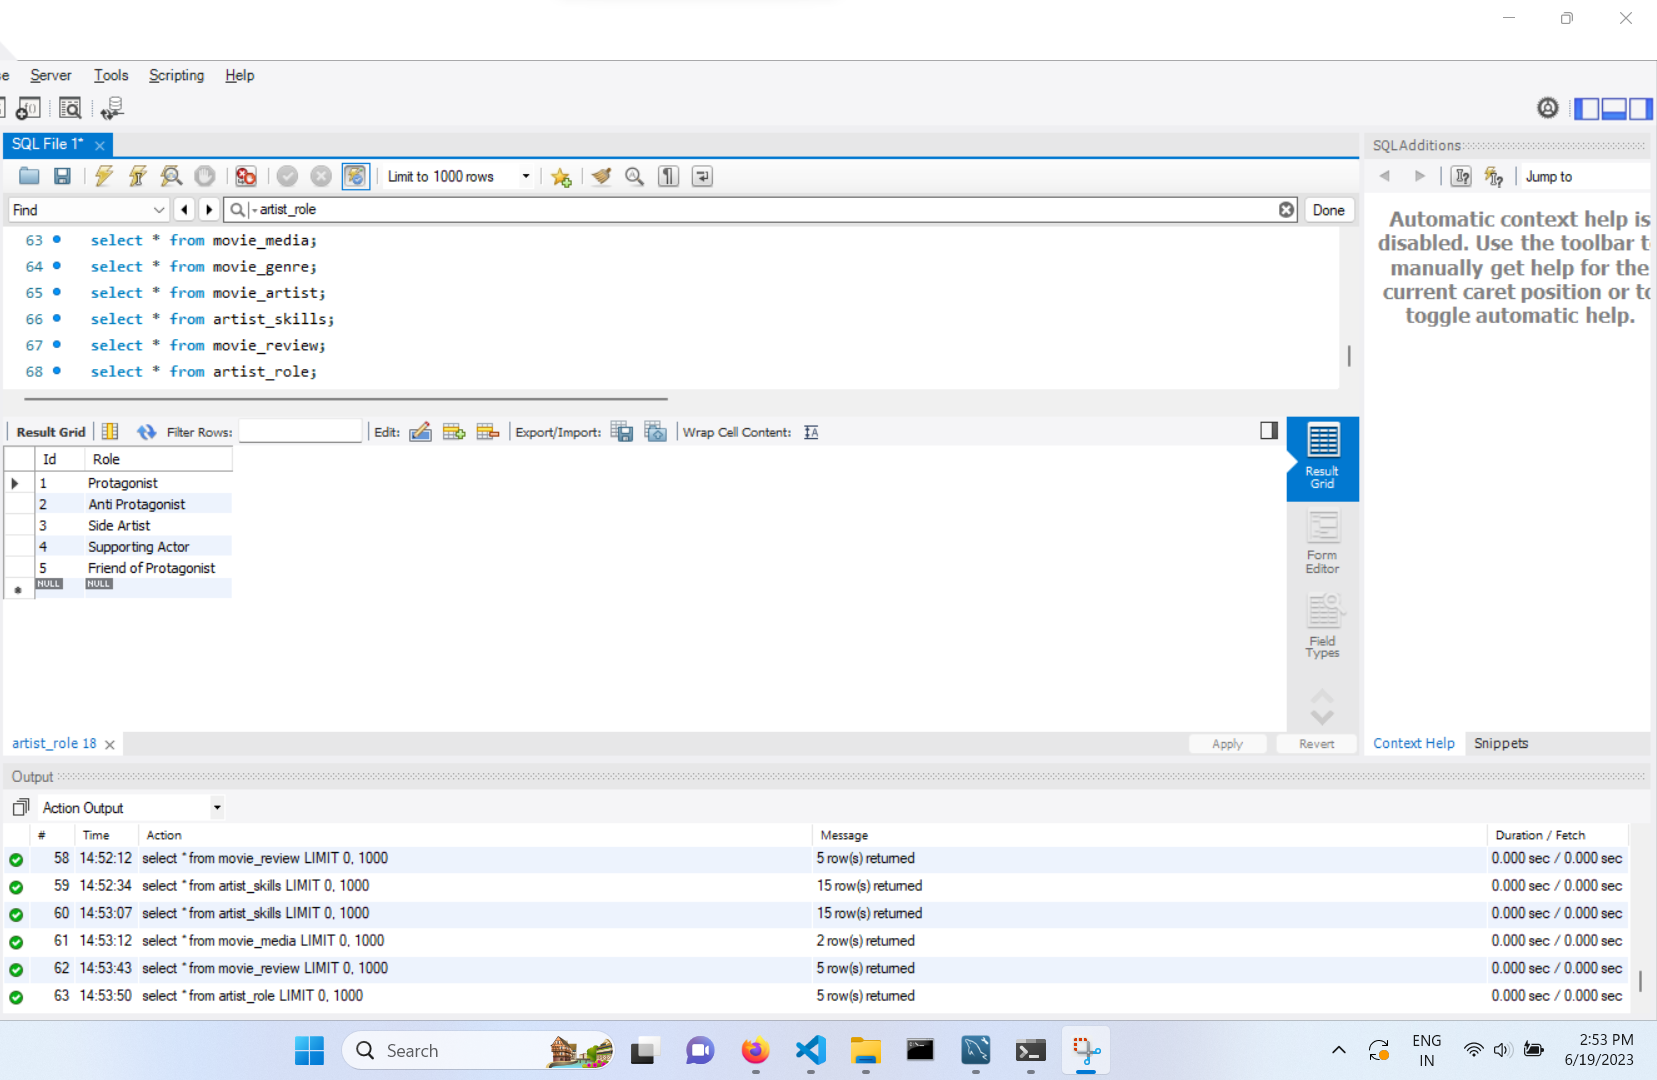 se Server Tools Scripting Help
SQL File 1*
SQLAdditions
Limit to 1000 rows
Jump to
Find
artist_role
Done
63 select * from movie_media;
64 select * from movie_genre;
65 select * from movie_artist;
66 select * from artist_skills;
67 select * from movie_review;
68 select * from artist_role;
Automatic context help is
disabled. Use the toolbar t
manually get help for the
current caret position or to
toggle automatic help.
Result Grid Filter Rows: Edit: Export/Import: Wrap Cell Content:
Id Role
1 Protagonist
2 Anti Protagonist
3 Side Artist
4 Supporting Actor
5 Friend of Protagonist
NULL NULL
Result
Grid
Form
Editor
Field
Types
artist_role 18
Apply Revert
Context Help Snippets
Output
Action Output
# Time Action Message Duration / Fetch
58 14:52:12 select * from movie_review LIMIT 0, 1000 5 row(s) returned 0.000 sec / 0.000 sec
59 14:52:34 select * from artist_skills LIMIT 0, 1000 15 row(s) returned 0.000 sec / 0.000 sec
60 14:53:07 select * from artist_skills LIMIT 0, 1000 15 row(s) returned 0.000 sec / 0.000 sec
61 14:53:12 select * from movie_media LIMIT 0, 1000 2 row(s) returned 0.000 sec / 0.000 sec
62 14:53:43 select * from movie_review LIMIT 0, 1000 5 row(s) returned 0.000 sec / 0.000 sec
63 14:53:50 select * from artist_role LIMIT 0, 1000 5 row(s) returned 0.000 sec / 0.000 sec
Search
ENG
IN
2:53 PM
6/19/2023